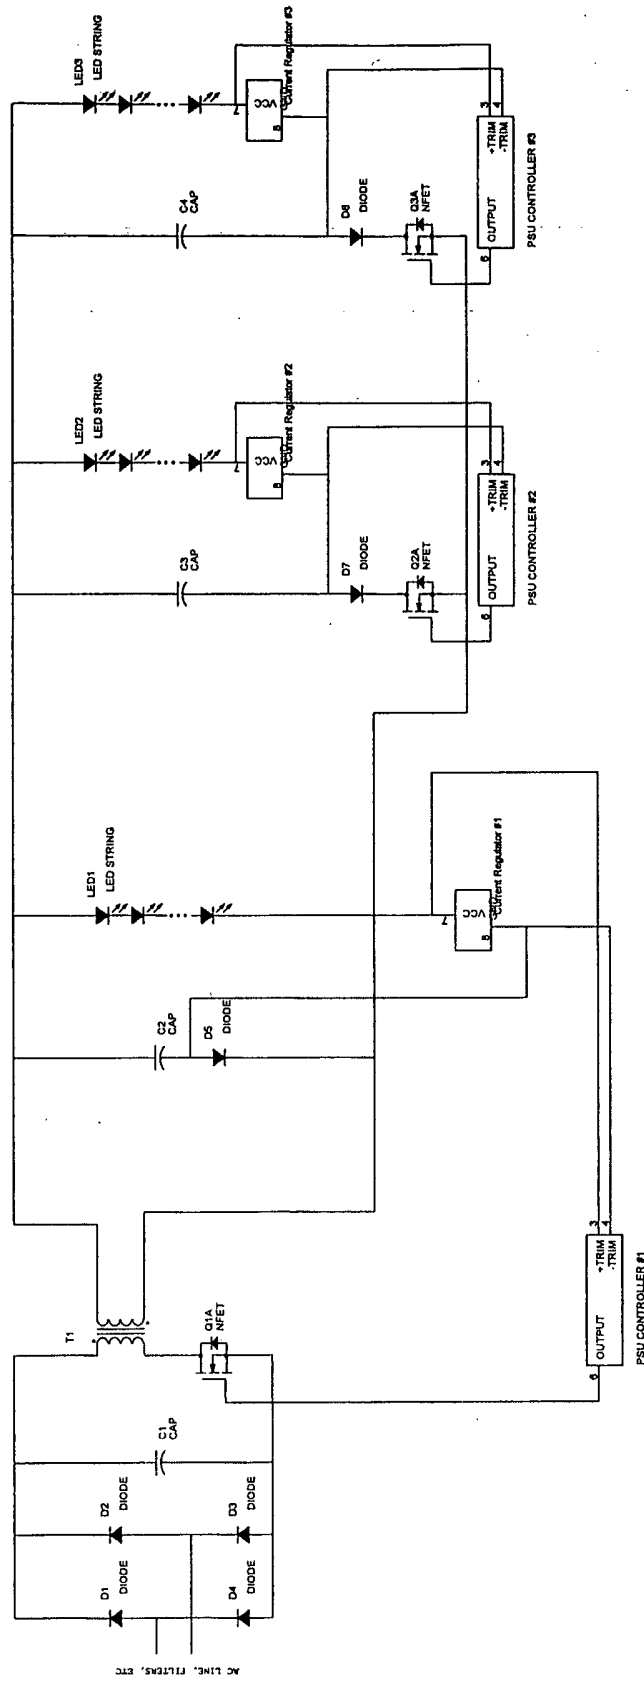 LED3
LED STRING
7
VCC
8
GND
Current Regulator #3
C4
CAP
D8
DIODE
Q3A
NFET
3
4
+TRIM
-TRIM
OUTPUT
6
PSU CONTROLLER #3
LED2
LED STRING
7
VCC
8
GND
Current Regulator #2
C3
CAP
D7
DIODE
Q2A
NFET
3
4
+TRIM
-TRIM
OUTPUT
6
PSU CONTROLLER #2
LED1
LED STRING
7
VCC
8
GND
Current Regulator #1
C2
CAP
D5
DIODE
T1
Q1A
NFET
3
4
+TRIM
-TRIM
OUTPUT
6
PSU CONTROLLER #1
C1
CAP
D2
DIODE
D3
DIODE
D1
DIODE
D4
DIODE
AC LINE, FILTERS, ETC